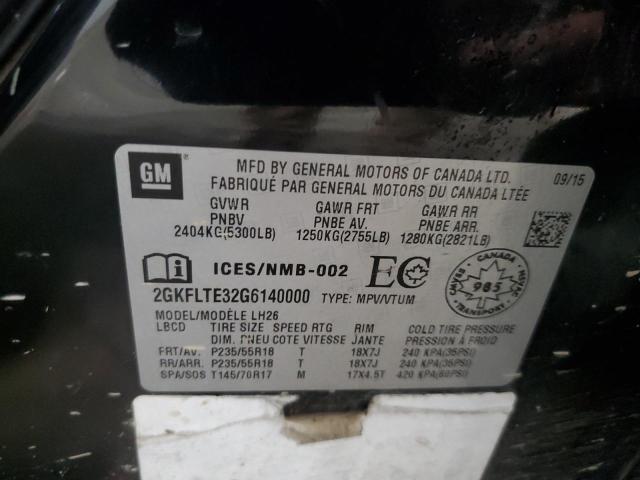 GM
MFD BY GENERAL MOTORS OF CANADA LTD. 09/15
FABRIQUÉ PAR GENERAL MOTORS DU CANADA LTÉE
GVWR GAWR FRT GAWR RR
PNBV PNBE AV. PNBE ARR.
2404KG(5300LB) 1250KG(2755LB) 1280KG(2821LB)
ICES/NMB-002 EC
2GKFLTE32G6140000 TYPE: MPV/VTUM
985
TRANSPORT
MODEL/MODÈLE LH26
LBCD TIRE SIZE SPEED RTG RIM COLD TIRE PRESSURE
DIM. PNEU COTE VITESSE JANTE PRESSION À FROID
FRT/AV. P235/55R18 T 18X7J 240 KPA(35PSI)
RR/ARR. P235/55R18 T 18X7J 240 KPA(35PSI)
SPA/SOS T145/70R17 M 17X4.5T 420 KPA(60PSI)